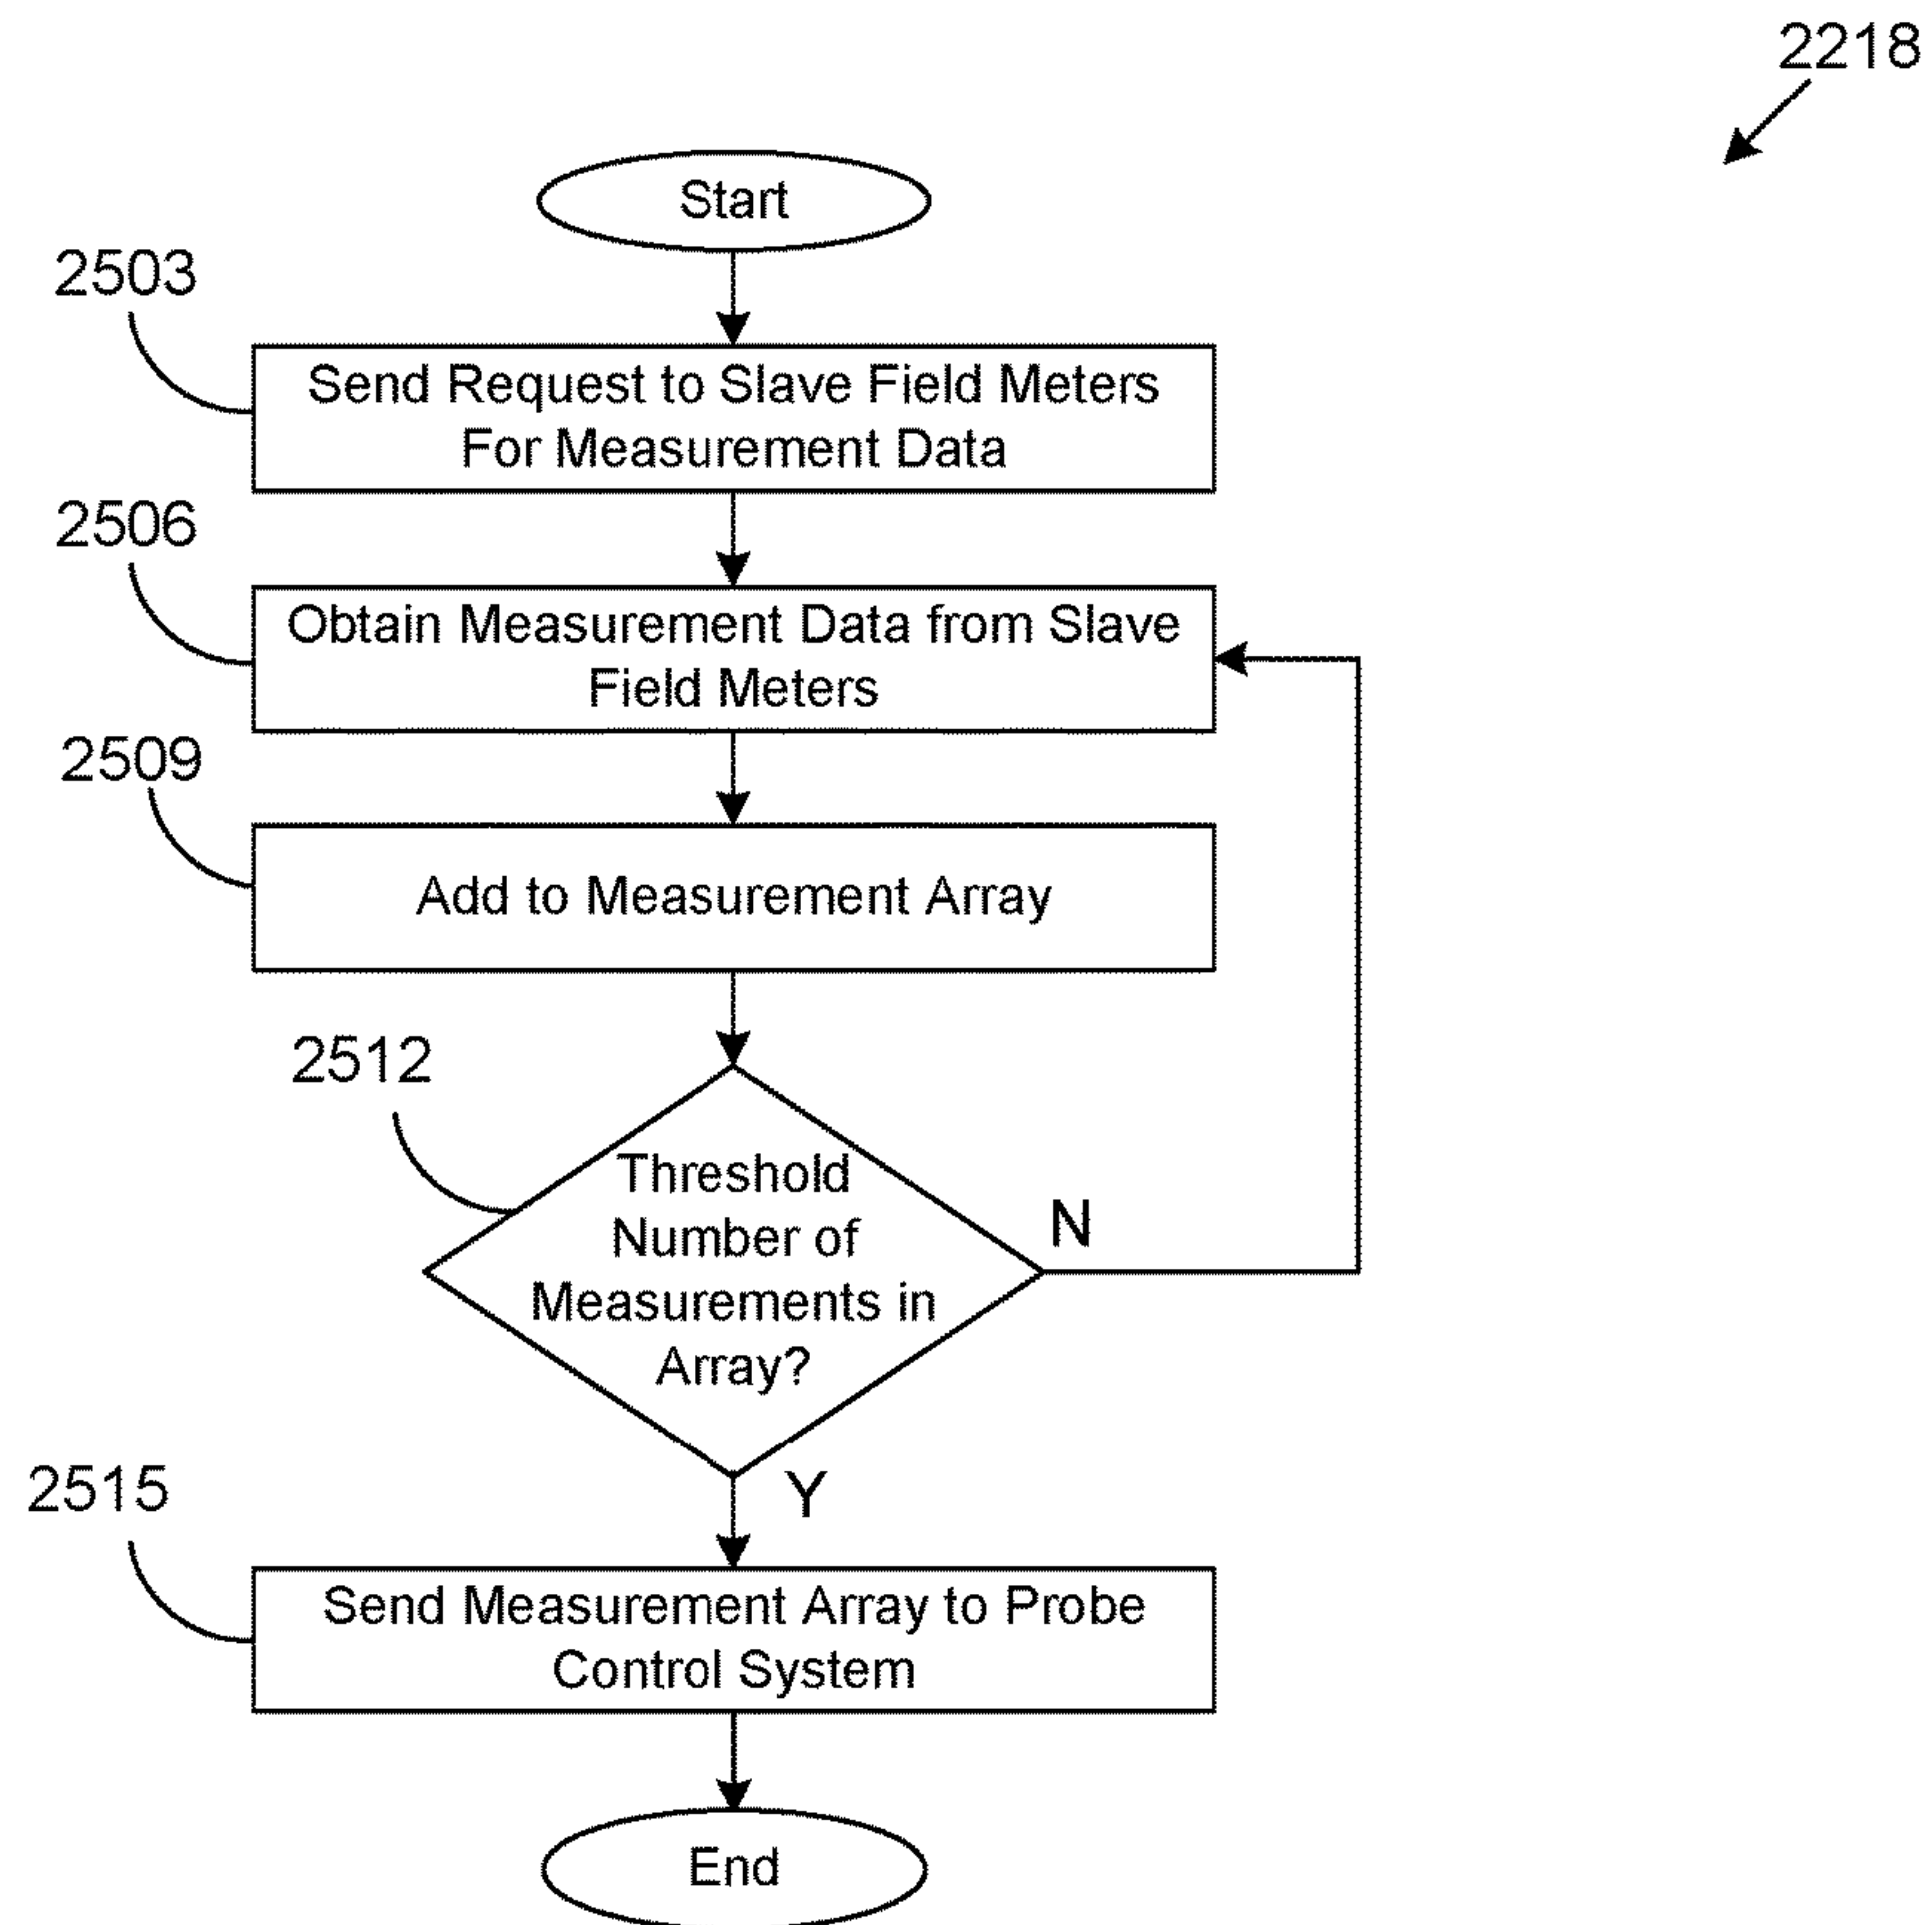 2218
Start
2503
Send Request to Slave Field Meters
For Measurement Data
2506
Obtain Measurement Data from Slave
Field Meters
2509
Add to Measurement Array
2512
Threshold
Number of
Measurements in
Array?
N
Y
2515
Send Measurement Array to Probe
Control System
End